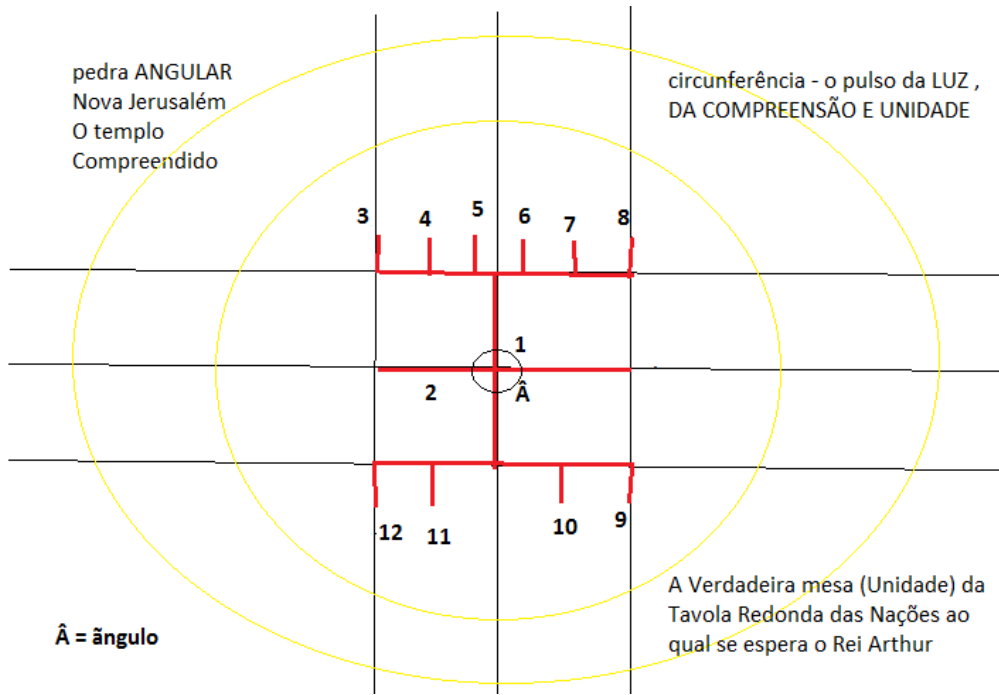 pedra ANGULAR
Nova Jerusalém
O templo
Compreendido
circunferência - o pulso da LUZ ,
DA COMPREENSÃO E UNIDADE
3
4
5
6
7
8
1
2
Â
12
11
10
9
Â = ãngulo
A Verdadeira mesa (Unidade) da
Tavola Redonda das Nações ao
qual se espera o Rei Arthur